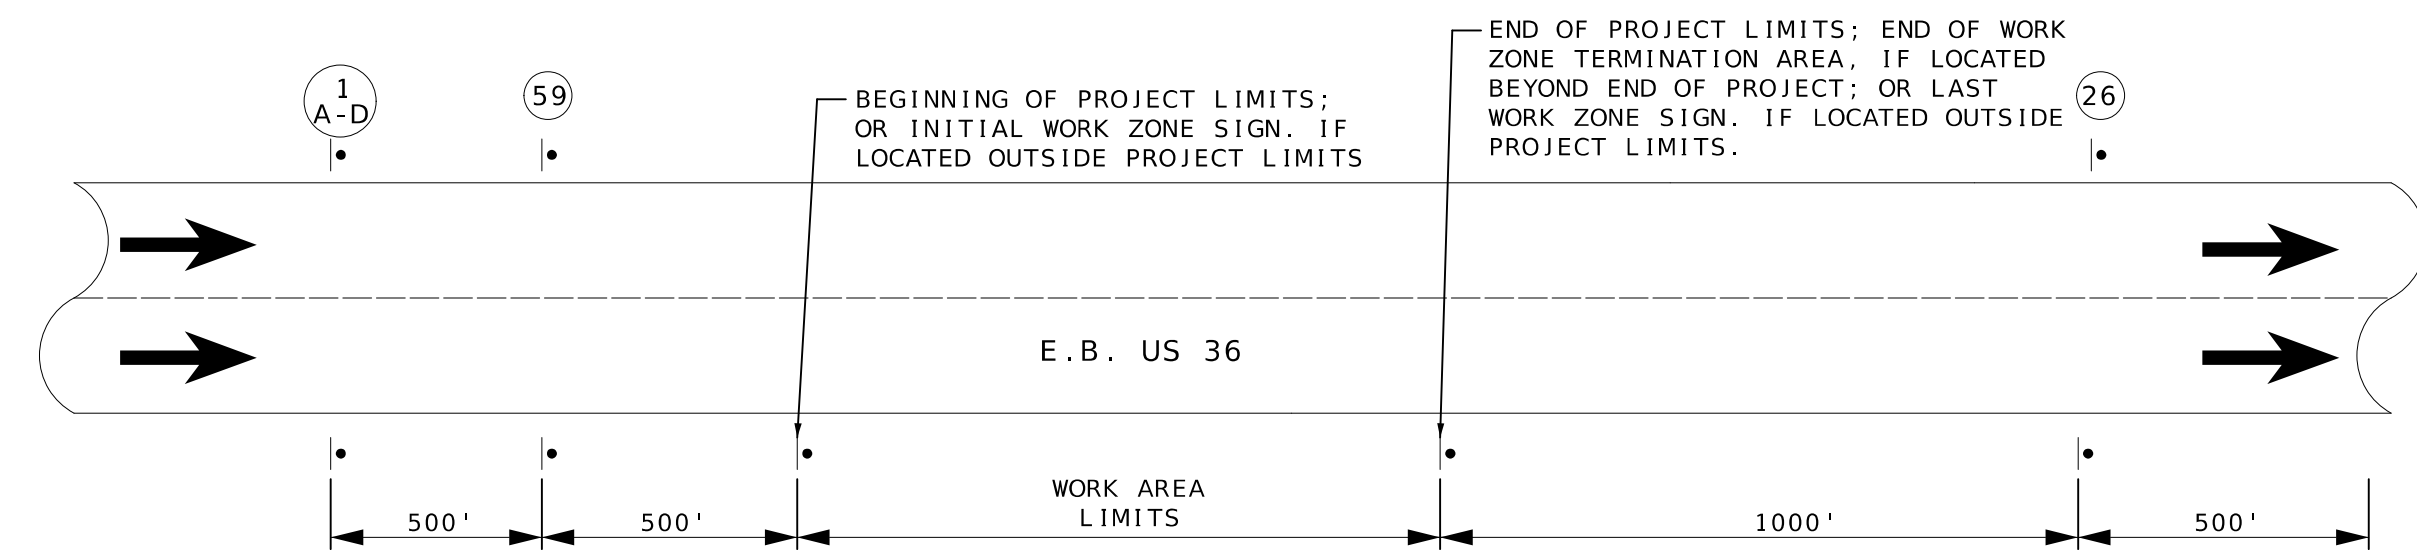 1
A-D
59
BEGINNING OF PROJECT LIMITS;
OR INITIAL WORK ZONE SIGN. IF
LOCATED OUTSIDE PROJECT LIMITS
END OF PROJECT LIMITS; END OF WORK
ZONE TERMINATION AREA, IF LOCATED
BEYOND END OF PROJECT; OR LAST
WORK ZONE SIGN. IF LOCATED OUTSIDE
PROJECT LIMITS.
26
E.B. US 36
500'
500'
WORK AREA
LIMITS
1000'
500'